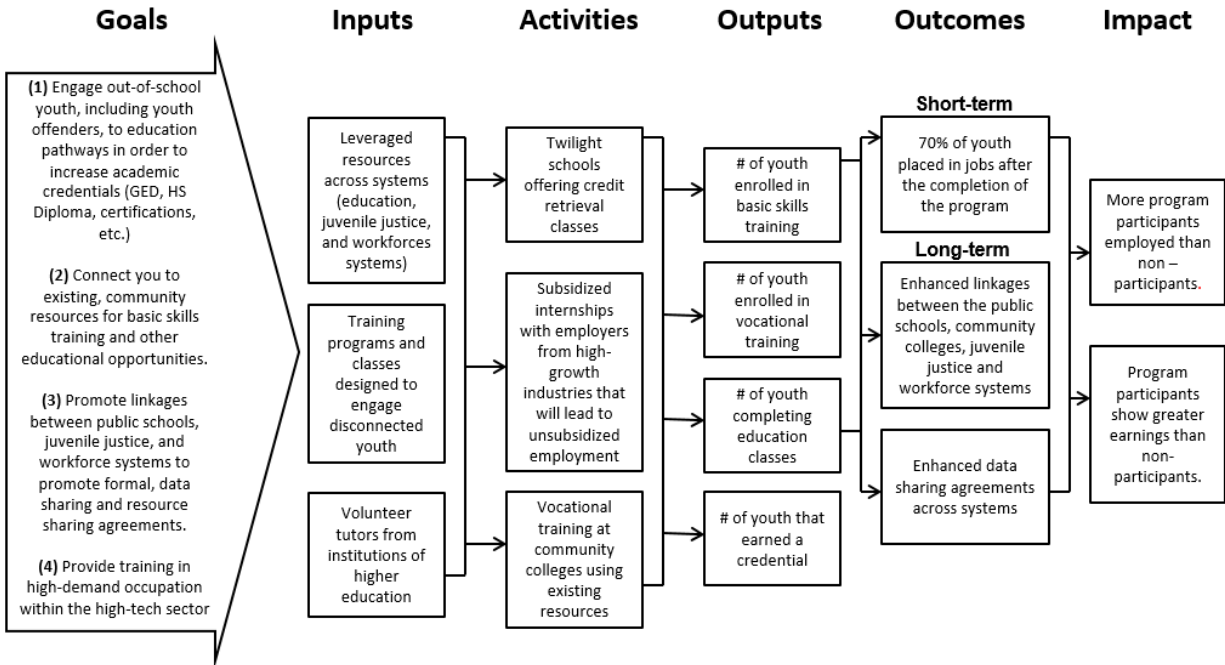 Goals
Inputs
Activities
Outputs
Outcomes
Impact
(1) Engage out-of-school
youth, including youth
offenders, to education
pathways in order to
increase academic
credentials (GED, HS
Diploma, certifications,
etc.)
(2) Connect you to
existing, community
resources for basic skills
training and other
educational opportunities.
(3) Promote linkages
between public schools,
juvenile justice, and
workforce systems to
promote formal, data
sharing and resource
sharing agreements.
(4) Provide training in
high-demand occupation
within the high-tech sector
Leveraged
resources
across systems
(education,
juvenile justice,
and workforces
systems)
Training
programs and
classes
designed to
engage
disconnected
youth
Volunteer
tutors from
institutions of
higher
education
Twilight
schools
offering credit
retrieval
classes
Subsidized
internships
with employers
from high-
growth
industries that
will lead to
unsubsidized
employment
Vocational
training at
community
colleges using
existing
resources
# of youth
enrolled in
basic skills
training
# of youth
enrolled in
vocational
training
# of youth
completing
education
classes
# of youth that
earned a
credential
Short-term
70% of youth
placed in jobs after
the completion of
the program
Long-term
Enhanced linkages
between the public
schools, community
colleges, juvenile
justice and
workforce systems
Enhanced data
sharing agreements
across systems
More program
participants
employed than
non –
participants.
Program
participants
show greater
earnings than
non-
participants.